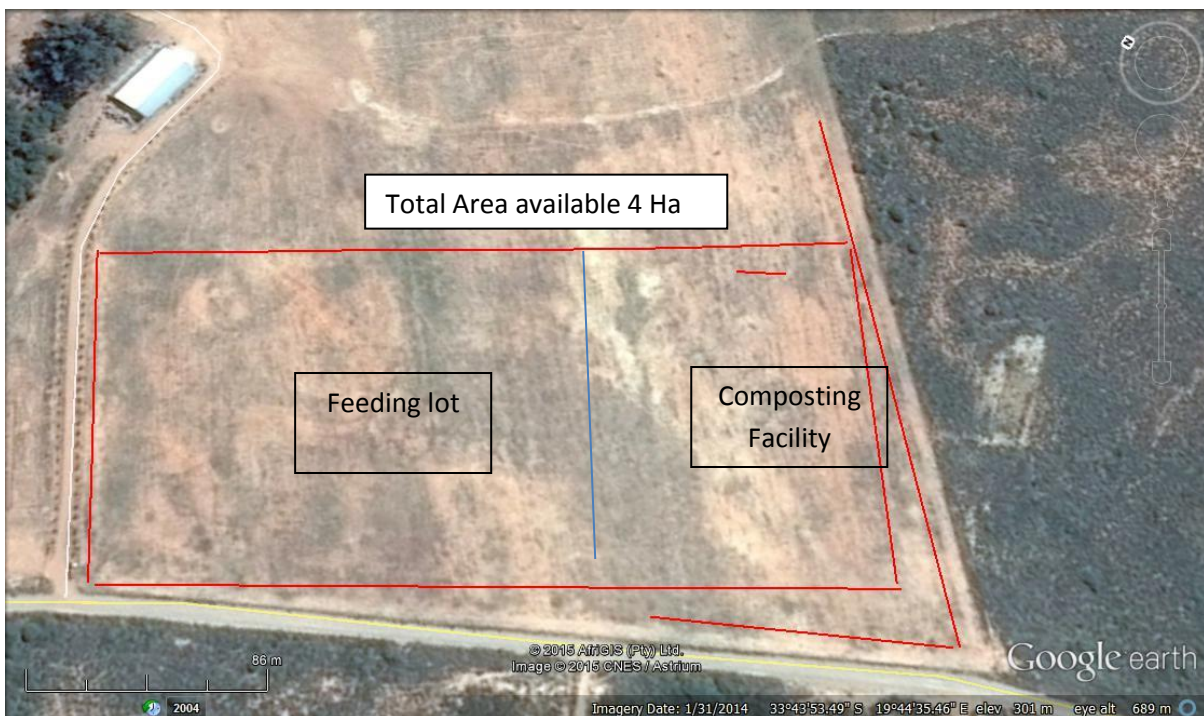 N
Total Area available 4 Ha
Feeding lot
Composting
Facility
© 2015 AfriGIS (Pty) Ltd.
Image © 2015 CNES / Astrium
Google earth
86 m
2004
Imagery Date: 1/31/2014 33°43'53.49" S 19°44'35.46" E elev 301 m eye alt 689 m